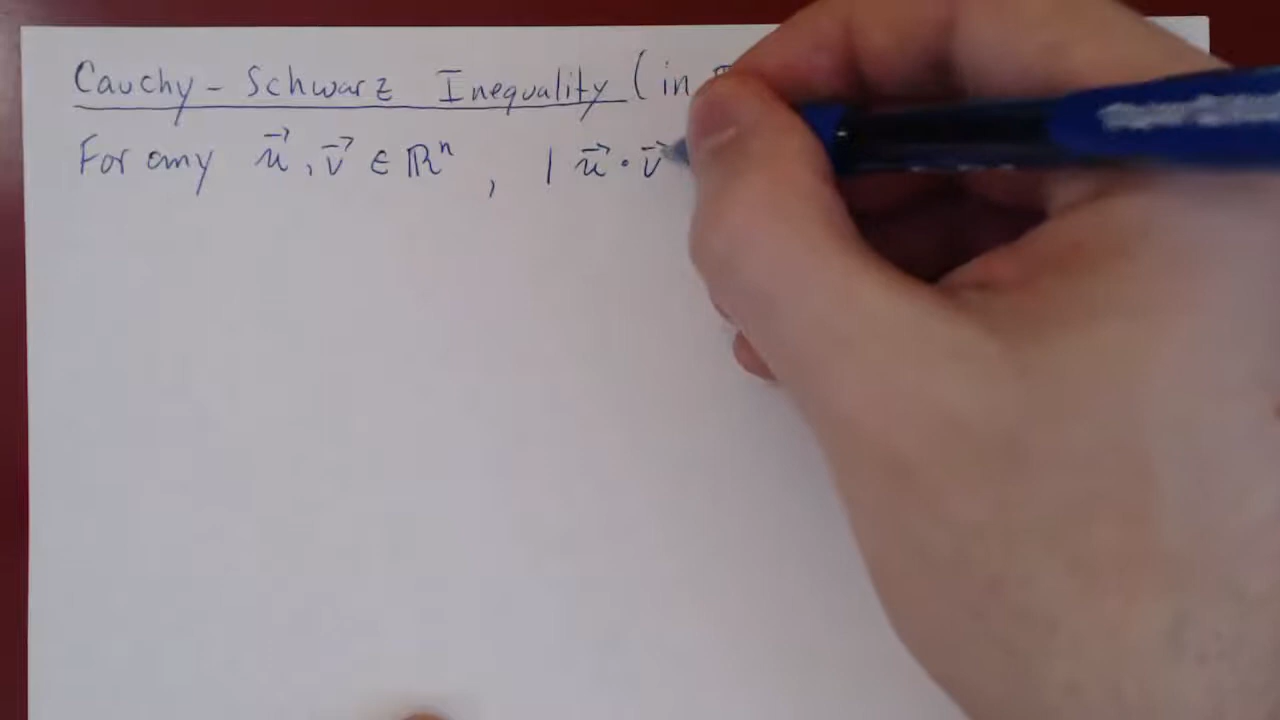 Cauchy - Schwarz Inequality (in
For any u⃗, v⃗ ∈ ℝⁿ, | u⃗ · v⃗